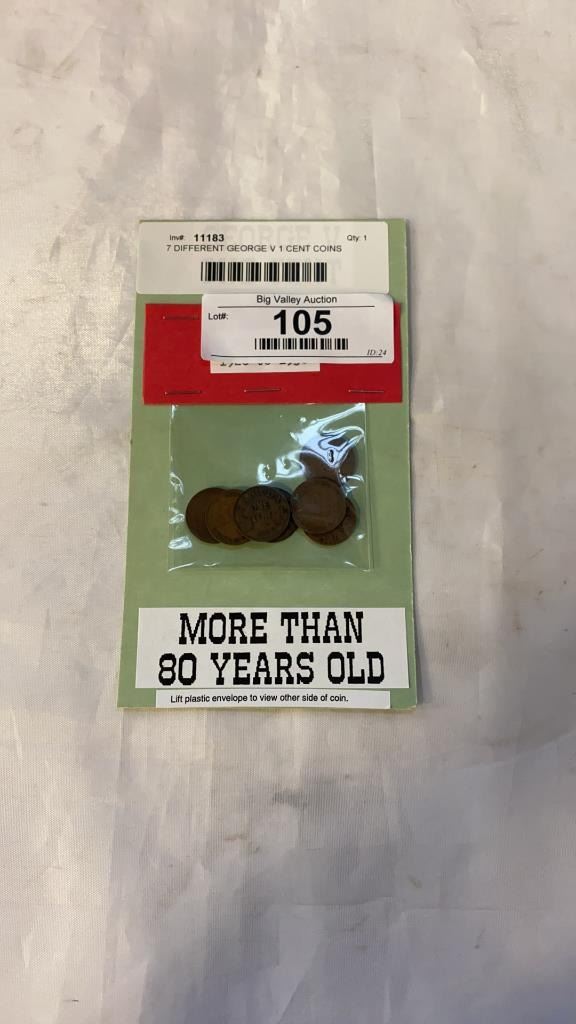 Inv#: 11183 Qty: 1
7 DIFFERENT GEORGE V 1 CENT COINS
Big Valley Auction
Lot#: 105
ID:24
MORE THAN
80 YEARS OLD
Lift plastic envelope to view other side of coin.